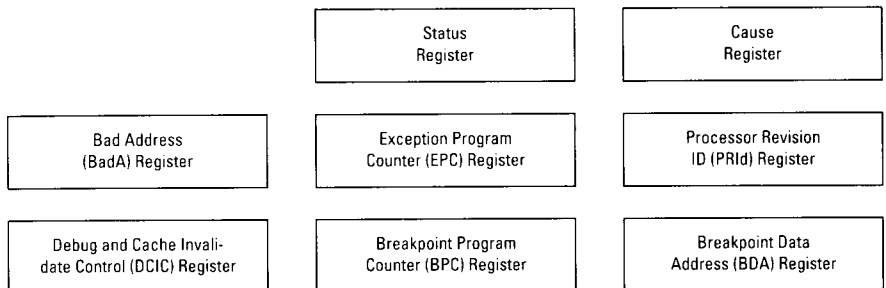 Status
Register
Cause
Register
Bad Address
(BadA) Register
Exception Program
Counter (EPC) Register
Processor Revision
ID (PRId) Register
Debug and Cache Invali-
date Control (DCIC) Register
Breakpoint Program
Counter (BPC) Register
Breakpoint Data
Address (BDA) Register